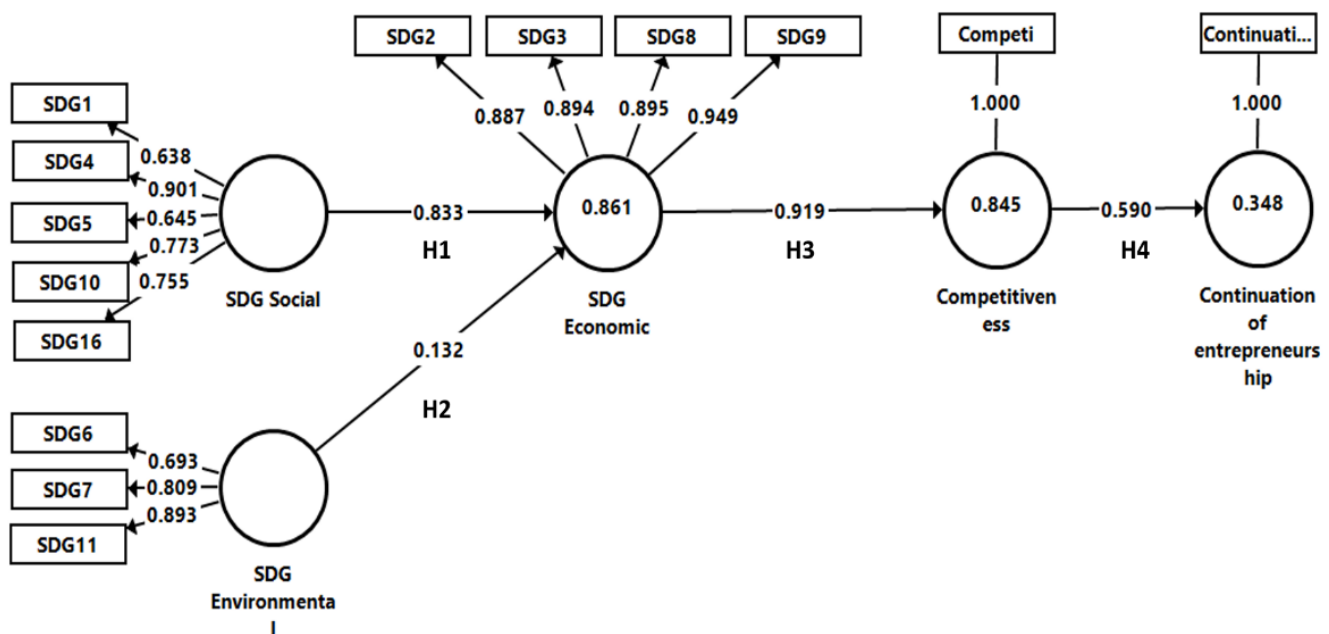 SDG2
SDG3
SDG8
SDG9
Competi
Continuati...
SDG1
SDG4
SDG5
SDG10
SDG16
0.638
0.901
0.645
0.773
0.755
SDG Social
0.887
0.894
0.895
0.949
1.000
1.000
0.833
H1
0.861
SDG
Economic
0.919
H3
0.845
Competitiven
ess
0.590
H4
0.348
Continuation
of
entrepreneurs
hip
0.132
H2
SDG6
SDG7
SDG11
0.693
0.809
0.893
SDG
Environmenta
l